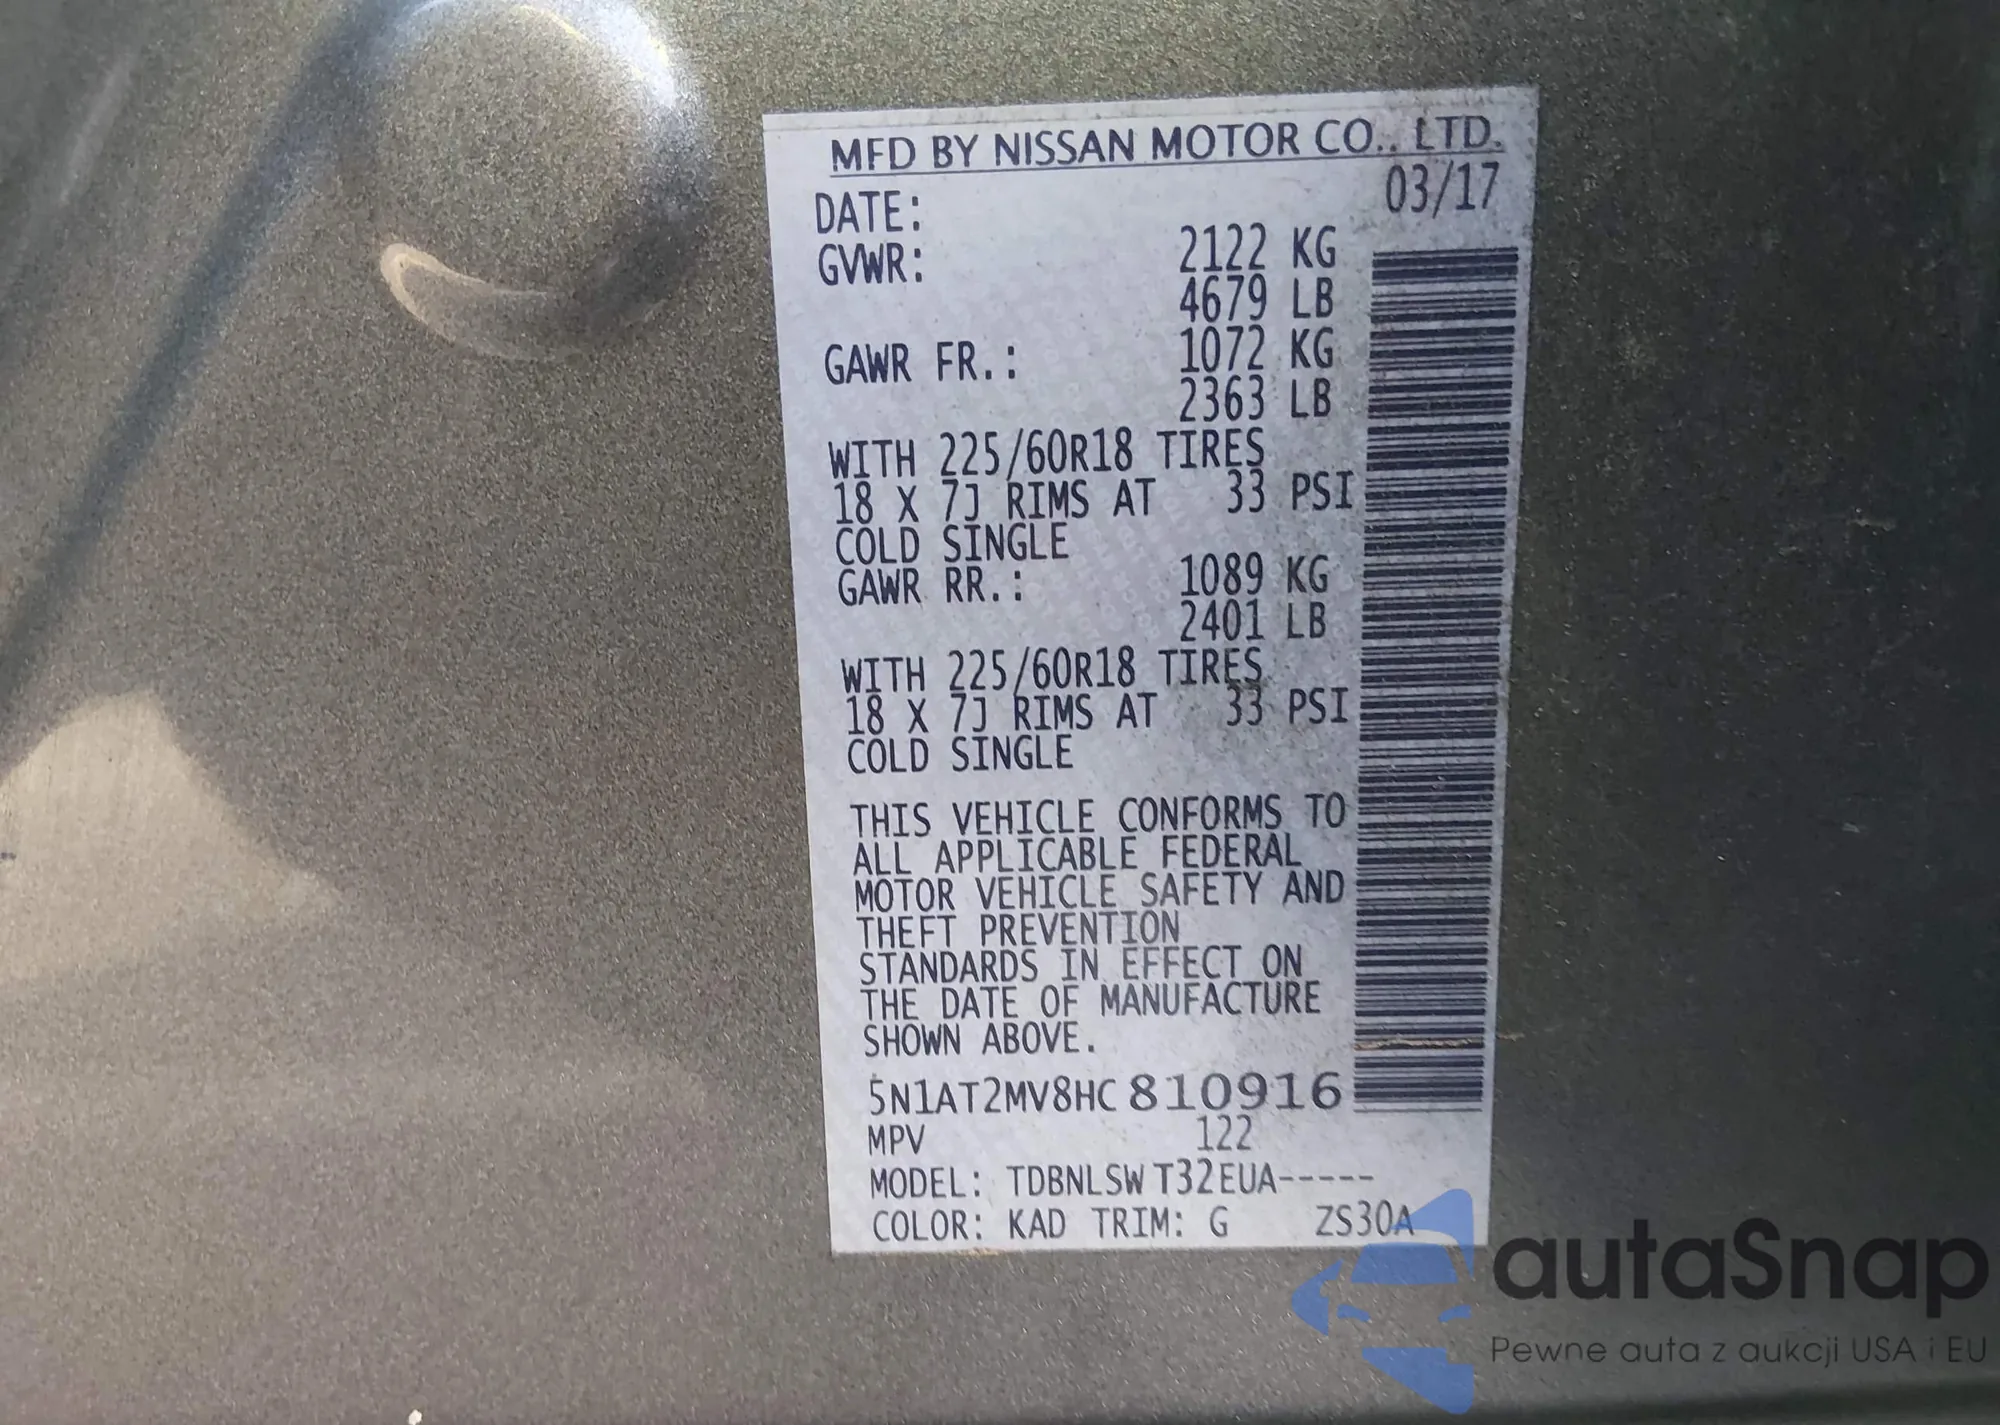 MFD BY NISSAN MOTOR CO., LTD.
DATE: 03/17
GVWR: 2122 KG
4679 LB
GAWR FR.: 1072 KG
2363 LB
WITH 225/60R18 TIRES
18 X 7J RIMS AT 33 PSI
COLD SINGLE
GAWR RR.: 1089 KG
2401 LB
WITH 225/60R18 TIRES
18 X 7J RIMS AT 33 PSI
COLD SINGLE
THIS VEHICLE CONFORMS TO
ALL APPLICABLE FEDERAL
MOTOR VEHICLE SAFETY AND
THEFT PREVENTION
STANDARDS IN EFFECT ON
THE DATE OF MANUFACTURE
SHOWN ABOVE.
5N1AT2MV8HC810916
MPV 122
MODEL: TDBNLSW T32EUA-----
COLOR: KAD TRIM: G ZS30A
autaSnap
Pewne auta z aukcji USA i EU